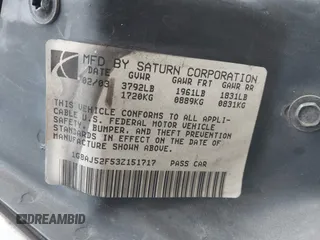 MFD BY SATURN CORPORATION
DATE GVWR GAWR FRT GAWR RR
02/03 3792LB 1961LB 1831LB
1720KG 0889KG 0831KG
THIS VEHICLE CONFORMS TO ALL APPLI-
CABLE U.S. FEDERAL MOTOR VEHICLE
SAFETY, BUMPER, AND THEFT PREVENTION
STANDARDS IN EFFECT ON THE DATE OF
MANUFACTURE SHOWN ABOVE.
1G8AJ52F53Z151717 PASS CAR
DREAMBID